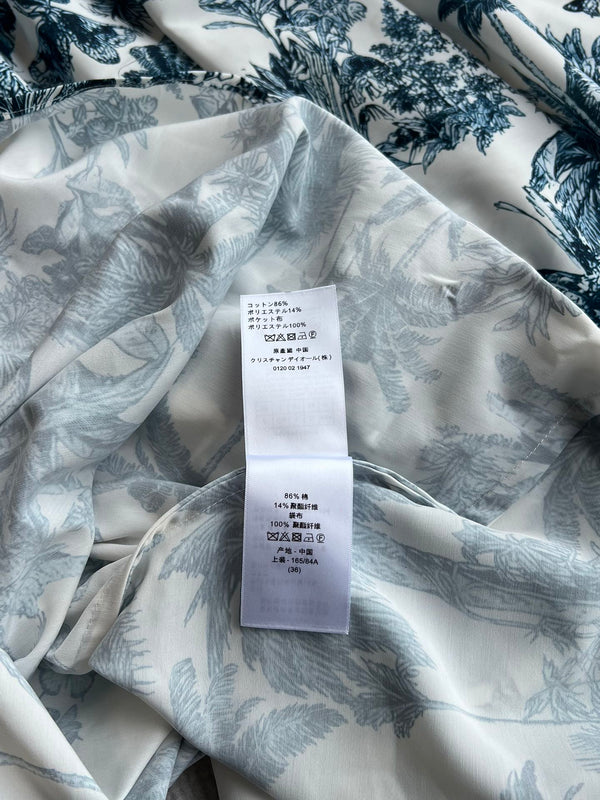 コットン86%
ポリエステル14%
ポケット布
ポリエステル100%
原産國 中国
クリスチャン ディオール(株)
0120 02 1947
86% 棉
14% 聚酯纤维
袋布
100% 聚酯纤维
产地 - 中国
上装 - 165/84A
(36)